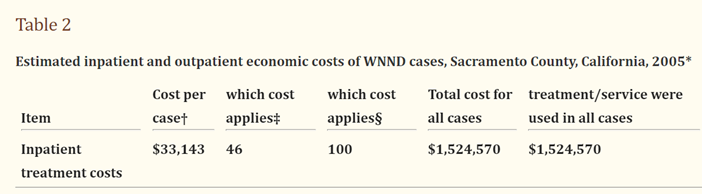 Table 2
Estimated inpatient and outpatient economic costs of WNND cases, Sacramento County, California, 2005*
Cost per which cost which cost Total cost for treatment/service were
Item case† applies‡ applies§ all cases used in all cases
Inpatient $33,143 46 100 $1,524,570 $1,524,570
treatment costs